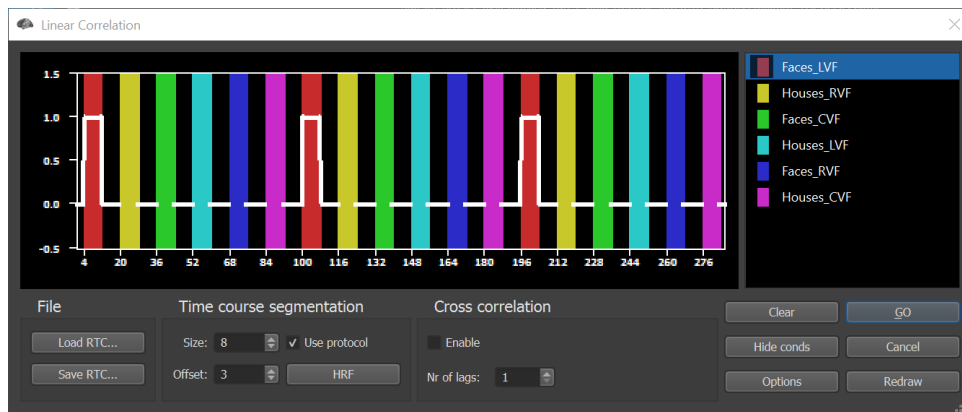 Linear Correlation
1.5
1.0
0.5
0.0
-0.5
4 20 36 52 68 84 100 116 132 148 164 180 196 212 228 244 260 276
Faces_LVF
Houses_RVF
Faces_CVF
Houses_LVF
Faces_RVF
Houses_CVF
File
Load RTC...
Save RTC...
Time course segmentation
Size: 8 Use protocol
Offset: 3 HRF
Cross correlation
Enable
Nr of lags: 1
Clear GO
Hide conds Cancel
Options Redraw